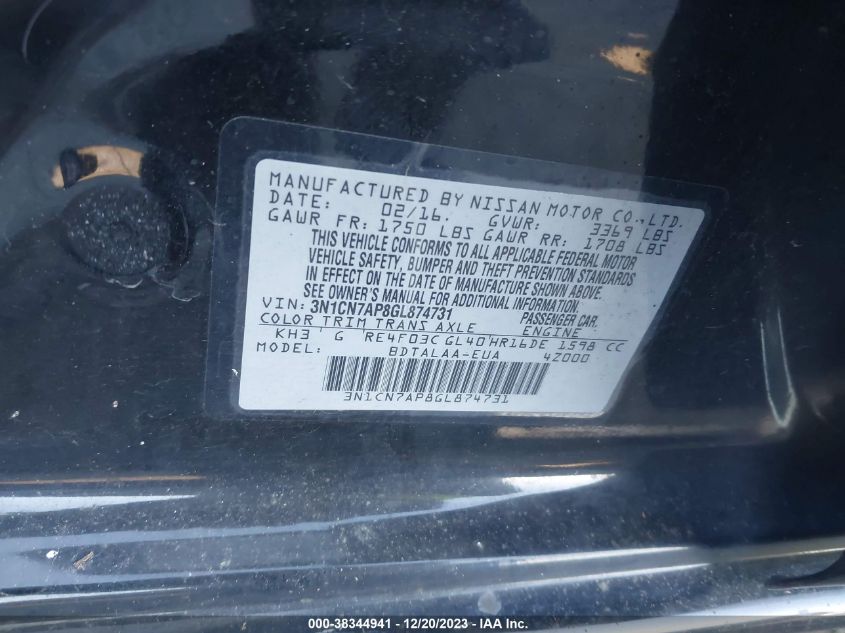 MANUFACTURED BY NISSAN MOTOR CO.,LTD.
DATE: 02/16. GVWR: 3369 LBS
GAWR FR: 1750 LBS GAWR RR: 1708 LBS
THIS VEHICLE CONFORMS TO ALL APPLICABLE FEDERAL MOTOR
VEHICLE SAFETY, BUMPER AND THEFT PREVENTION STANDARDS
IN EFFECT ON THE DATE OF MANUFACTURE SHOWN ABOVE.
SEE OWNER'S MANUAL FOR ADDITIONAL INFORMATION.
VIN: 3N1CN7AP8GL874731 PASSENGER CAR.
COLOR TRIM TRANS AXLE ENGINE
KH3 ' G ' RE4F03C GL40 HR16DE 1598 CC
MODEL: BDTALAA-EUA 4Z000
3N1CN7AP8GL874731
000-38344941 - 12/20/2023 - IAA Inc.